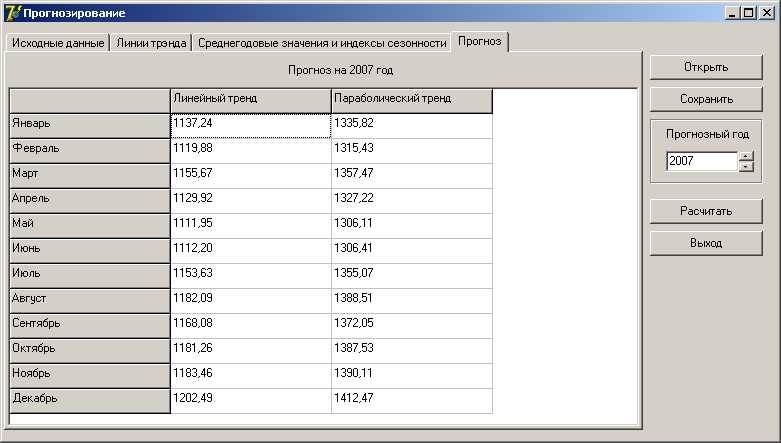 Прогнозирование
Исходные данные Линии трэнда Среднегодовые значения и индексы сезонности Прогноз
Прогноз на 2007 год
Линейный тренд Параболический тренд
Январь 1137,24 1335,82
Февраль 1119,88 1315,43
Март 1155,67 1357,47
Апрель 1129,92 1327,22
Май 1111,95 1306,11
Июнь 1112,20 1306,41
Июль 1153,63 1355,07
Август 1182,09 1388,51
Сентябрь 1168,08 1372,05
Октябрь 1181,26 1387,53
Ноябрь 1183,46 1390,11
Декабрь 1202,49 1412,47
Открыть
Сохранить
Прогнозный год
2007
Расчитать
Выход